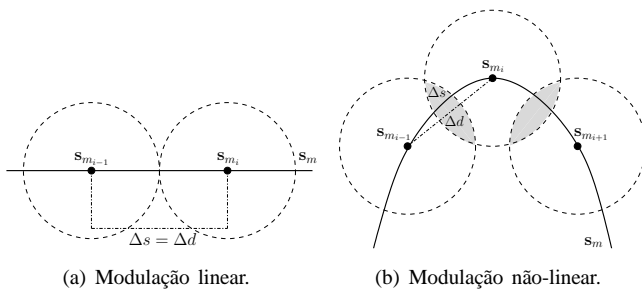 s_{m_{i-1}}
s_{m_i}
s_m
Δs = Δd
(a) Modulação linear.
s_{m_i}
Δs
Δd
s_{m_{i-1}}
s_{m_{i+1}}
s_m
(b) Modulação não-linear.